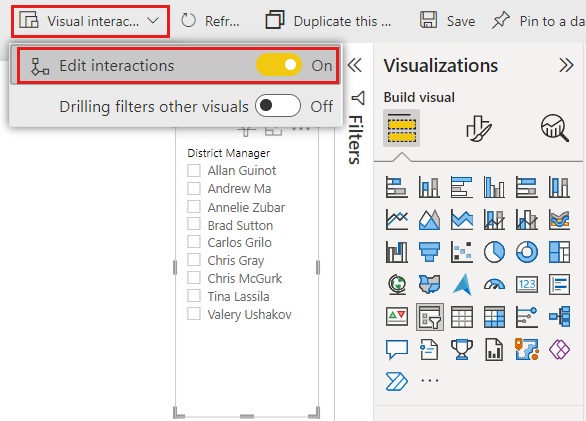 Visual interac... Refr... Duplicate this ... Save Pin to a da
Edit interactions On
Drilling filters other visuals Off
Visualizations
Build visual
Filters
District Manager
Allan Guinot
Andrew Ma
Annelie Zubar
Brad Sutton
Carlos Grilo
Chris Gray
Chris McGurk
Tina Lassila
Valery Ushakov
123